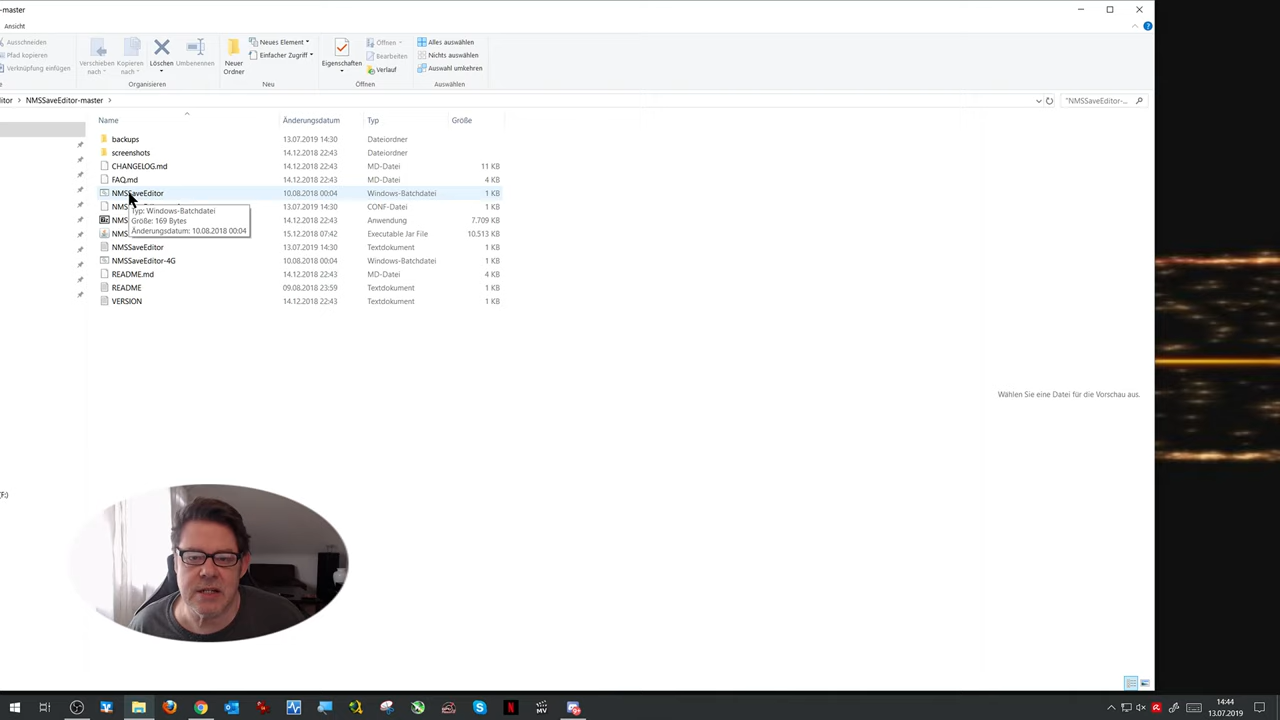 -master
Ansicht
Ausschneiden
Pfad kopieren
Verknüpfung einfügen
Verschieben nach
Kopieren nach
Löschen
Umbenennen
Organisieren
Neuer Ordner
Neues Element
Einfacher Zugriff
Neu
Eigenschaften
Öffnen
Bearbeiten
Verlauf
Öffnen
Alles auswählen
Nichts auswählen
Auswahl umkehren
Auswählen
itor > NMSSaveEditor-master >
"NMSSaveEditor-...
Name Änderungsdatum Typ Größe
backups 13.07.2019 14:30 Dateiordner
screenshots 14.12.2018 22:43 Dateiordner
CHANGELOG.md 14.12.2018 22:43 MD-Datei 11 KB
FAQ.md 14.12.2018 22:43 MD-Datei 4 KB
NMSSaveEditor 10.08.2018 00:04 Windows-Batchdatei 1 KB
NMS 13.07.2019 14:30 CONF-Datei 1 KB
NMS 14.12.2018 22:43 Anwendung 7.709 KB
NMS 15.12.2018 07:42 Executable Jar File 10.513 KB
Typ: Windows-Batchdatei
Größe: 169 Bytes
Änderungsdatum: 10.08.2018 00:04
NMSSaveEditor 13.07.2019 14:30 Textdokument 1 KB
NMSSaveEditor-4G 10.08.2018 00:04 Windows-Batchdatei 1 KB
README.md 14.12.2018 22:43 MD-Datei 4 KB
README 09.08.2018 23:59 Textdokument 1 KB
VERSION 14.12.2018 22:43 Textdokument 1 KB
Wählen Sie eine Datei für die Vorschau aus.
(F:)
MV
14:44
13.07.2019